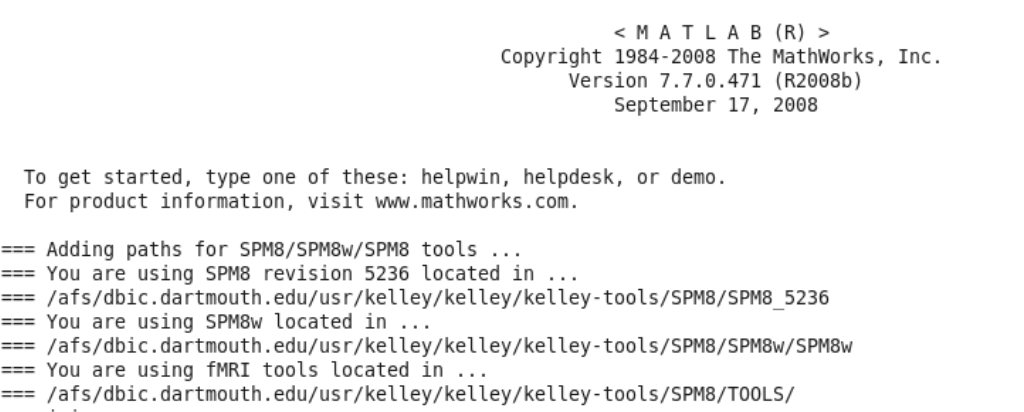 < M A T L A B (R) >
Copyright 1984-2008 The MathWorks, Inc.
Version 7.7.0.471 (R2008b)
September 17, 2008
To get started, type one of these: helpwin, helpdesk, or demo.
For product information, visit www.mathworks.com.
=== Adding paths for SPM8/SPM8w/SPM8 tools ...
=== You are using SPM8 revision 5236 located in ...
=== /afs/dbic.dartmouth.edu/usr/kelley/kelley/kelley-tools/SPM8/SPM8_5236
=== You are using SPM8w located in ...
=== /afs/dbic.dartmouth.edu/usr/kelley/kelley/kelley-tools/SPM8/SPM8w/SPM8w
=== You are using fMRI tools located in ...
=== /afs/dbic.dartmouth.edu/usr/kelley/kelley/kelley-tools/SPM8/TOOLS/